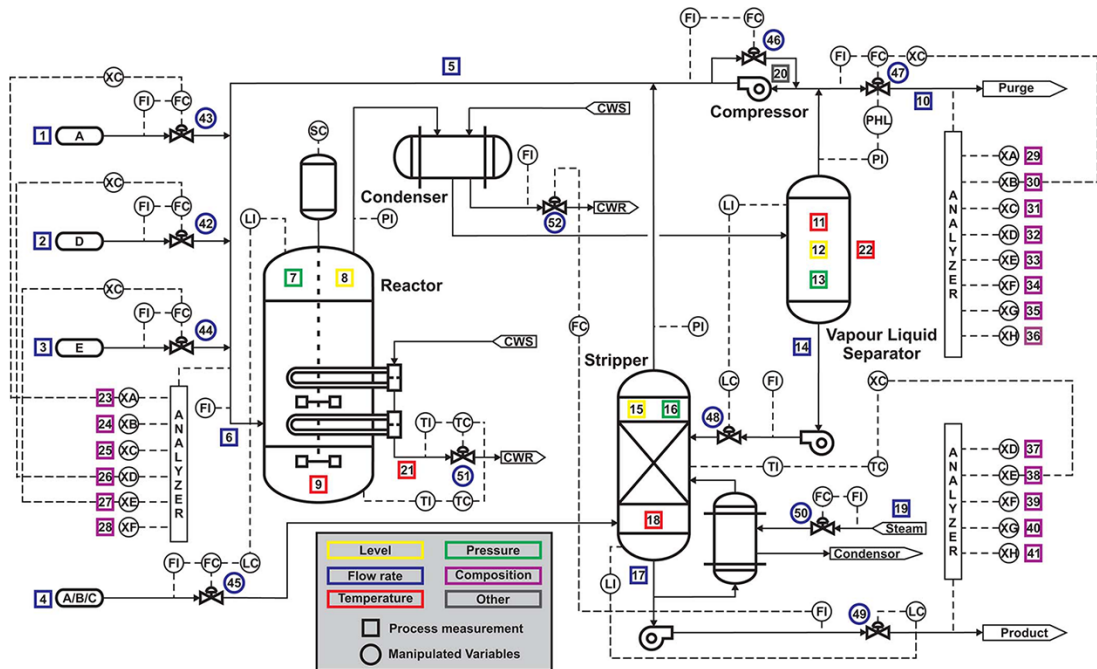 FI FC 46
5
20
Compressor
FI FC XC
47
10 Purge
PHL
PI
XC
FI FC
43
1 A
XC
FI FC
42
2 D
XC
FI FC
44
3 E
SC
CWS
Condenser
FI
CWR
52
LI
PI
7 8
Reactor
CWS
TI TC
21 51 CWR
9
TI TC
FI
6
23 XA
24 XB
25 XC
26 XD
27 XE
28 XF
ANALYZER
FI FC LC
45
4 A/B/C
LI
11
12 22
13
Vapour Liquid
Separator
14
FC
PI
Stripper
LC FI
48
15 16
XC
TI TC
18
50 FC FI 19
Steam
Condensor
17
LI
FI 49 LC
Product
ANALYZER
XA 29
XB 30
XC 31
XD 32
XE 33
XF 34
XG 35
XH 36
ANALYZER
XD 37
XE 38
XF 39
XG 40
XH 41
Level Pressure
Flow rate Composition
Temperature Other
Process measurement
Manipulated Variables